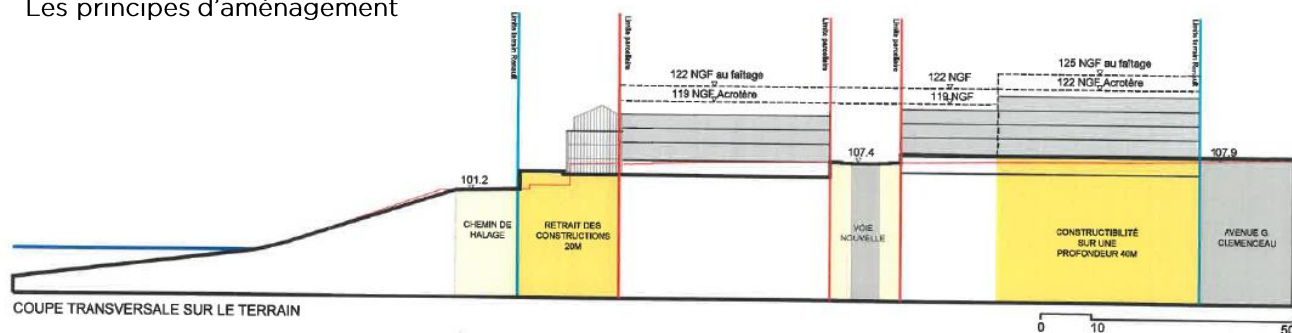 Les principes d'aménagement
Limite terrain Renault
Limite parcellaire
Limite parcellaire
Limite parcellaire
Limite terrain Renault
122 NGF au faîtage
119 NGF Acrotère
122 NGF
119 NGF
125 NGF au faîtage
122 NGF Acrotère
101.2
107.4
107.9
CHEMIN DE
HALAGE
RETRAIT DES
CONSTRUCTIONS
20M
VOIE
NOUVELLE
CONSTRUCTIBILITÉ
SUR UNE
PROFONDEUR 40M
AVENUE G.
CLEMENCEAU
COUPE TRANSVERSALE SUR LE TERRAIN
0 10 50